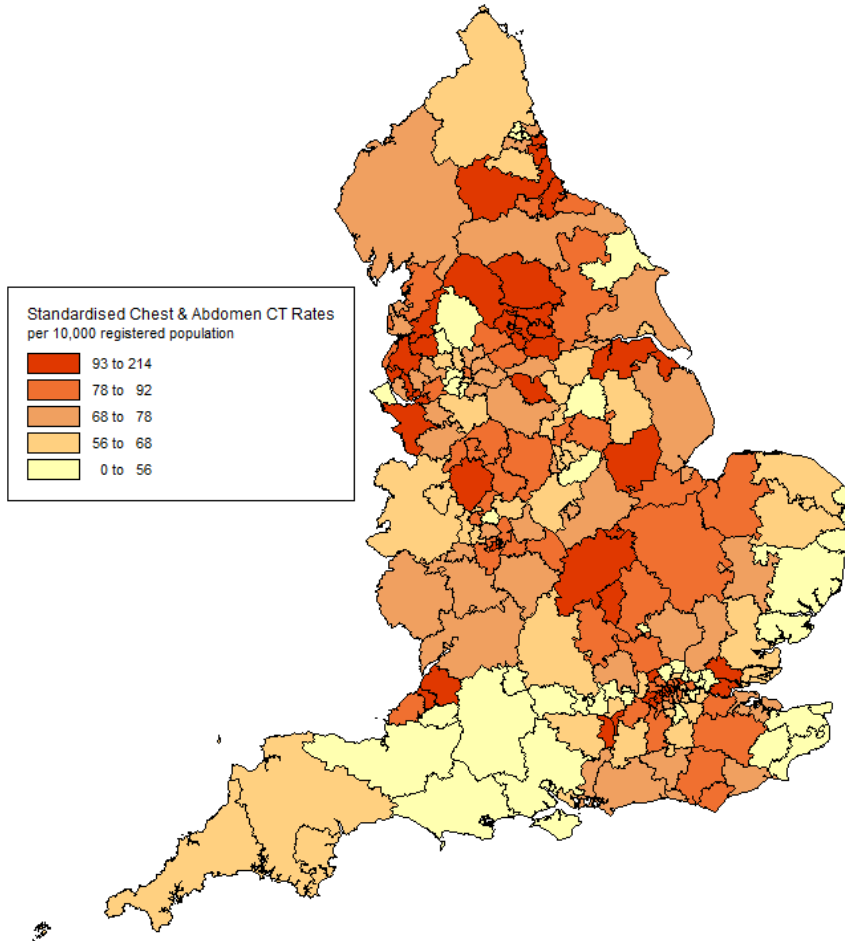 Standardised Chest & Abdomen CT Rates
per 10,000 registered population
93 to 214
78 to 92
68 to 78
56 to 68
0 to 56